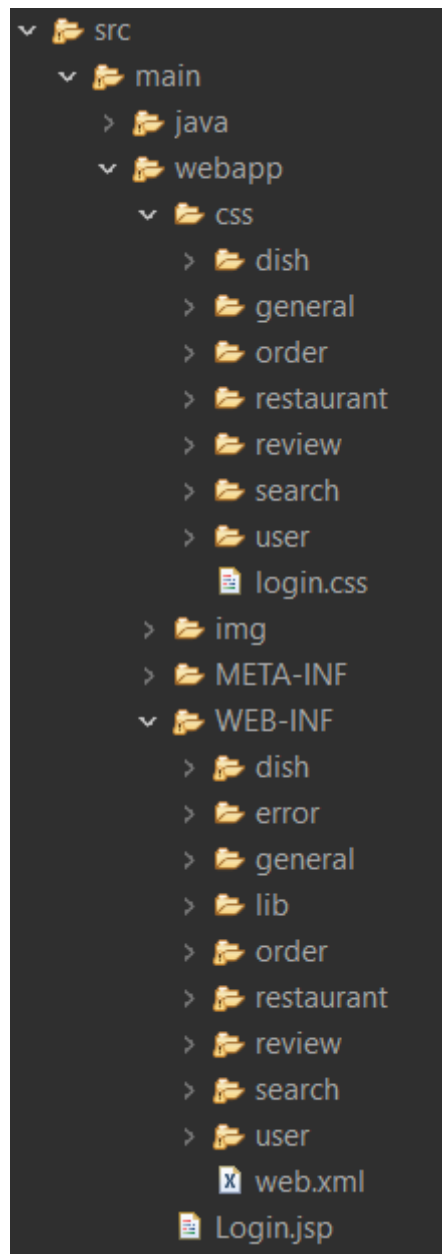 src
main
java
webapp
css
dish
general
order
restaurant
review
search
user
login.css
img
META-INF
WEB-INF
dish
error
general
lib
order
restaurant
review
search
user
web.xml
Login.jsp